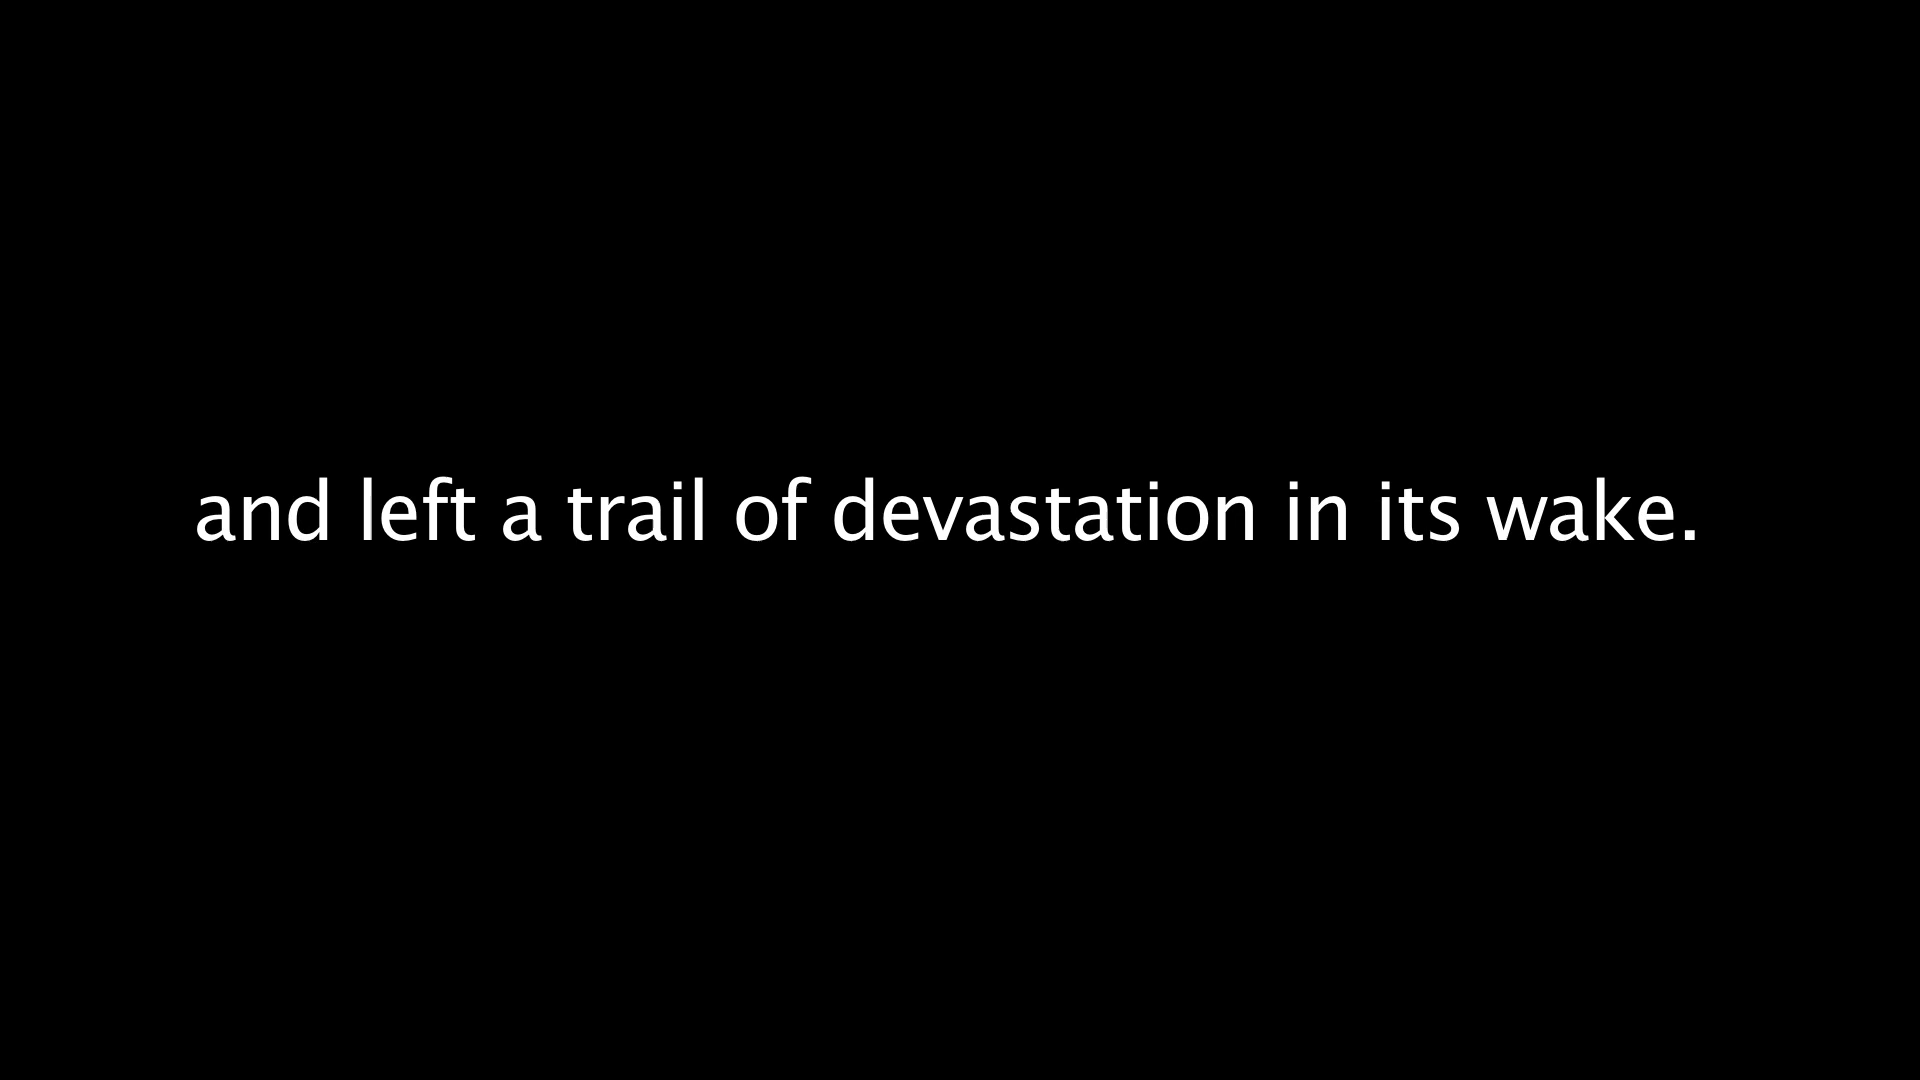 and left a trail of devastation in its wake.